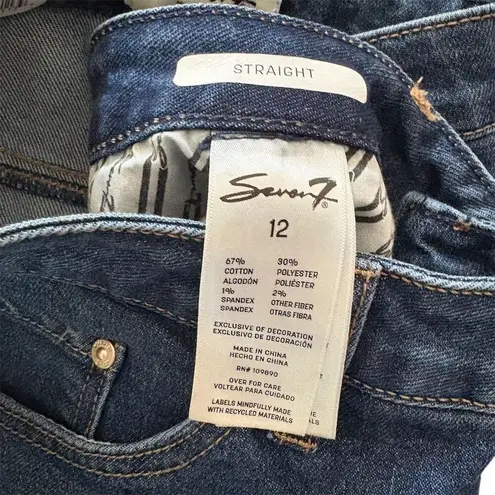 STRAIGHT
Seven7®
12
67% 30%
COTTON POLYESTER
ALGODÓN POLIÉSTER
1% 2%
SPANDEX OTHER FIBER
SPANDEX OTRAS FIBRA
EXCLUSIVE OF DECORATION
EXCLUSIVO DE DECORACIÓN
MADE IN CHINA
HECHO EN CHINA
RN# 109890
OVER FOR CARE
VOLTEAR PARA CUIDADO
LABELS MINDFULLY MADE
WITH RECYCLED MATERIALS